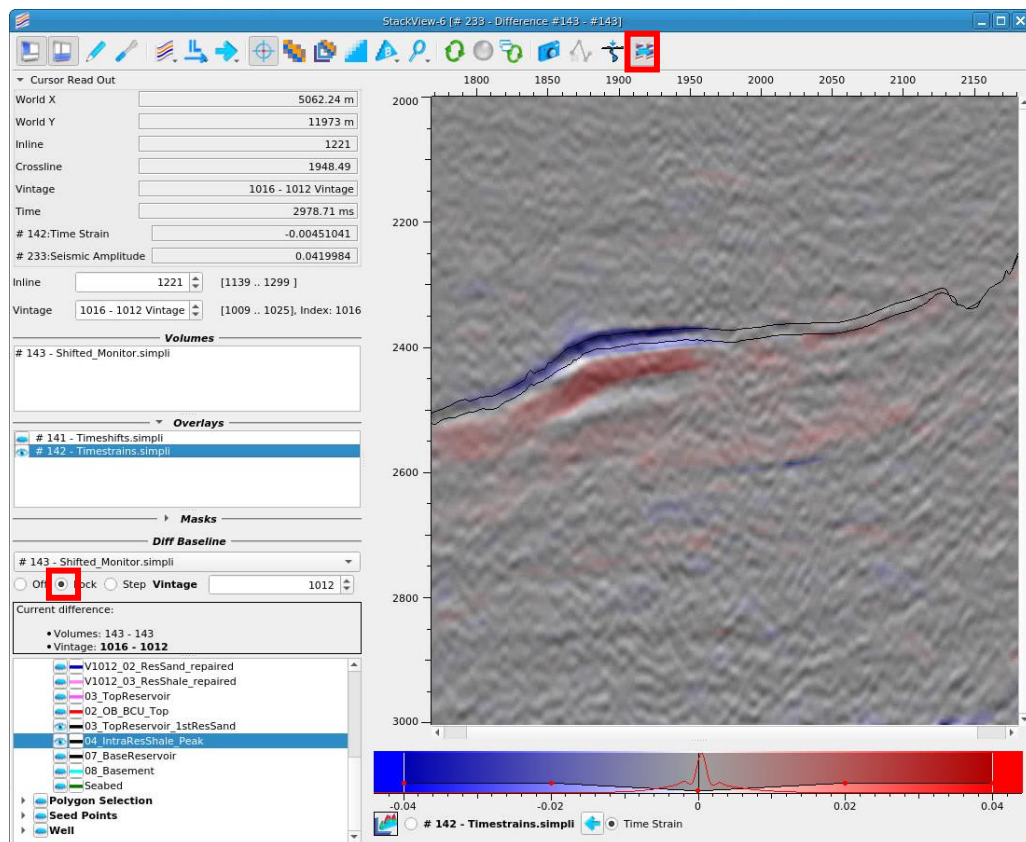 StackView-6 [# 233 - Difference #143 - #143]
Cursor Read Out
World X 5062.24 m
World Y 11973 m
Inline 1221
Crossline 1948.49
Vintage 1016 - 1012 Vintage
Time 2978.71 ms
# 142:Time Strain -0.00451041
# 233:Seismic Amplitude 0.0419984
Inline 1221 [1139 .. 1299 ]
Vintage 1016 - 1012 Vintage [1009 .. 1025], Index: 1016
Volumes
# 143 - Shifted_Monitor.simpli
Overlays
# 141 - Timeshifts.simpli
# 142 - Timestrains.simpli
Masks
Diff Baseline
# 143 - Shifted_Monitor.simpli
Step Vintage 1012
Current difference:
• Volumes: 143 - 143
• Vintage: 1016 - 1012
V1012_02_ResSand_repaired
V1012_03_ResShale_repaired
03_TopReservoir
02_OB_BCU_Top
03_TopReservoir_1stResSand
04_IntraResShale_Peak
07_BaseReservoir
08_Basement
Seabed
Polygon Selection
Seed Points
Well
1800 1850 1900 1950 2000 2050 2100 2150
2000
2200
2400
2600
2800
3000
-0.04 -0.02 0 0.02 0.04
# 142 - Timestrains.simpli Time Strain